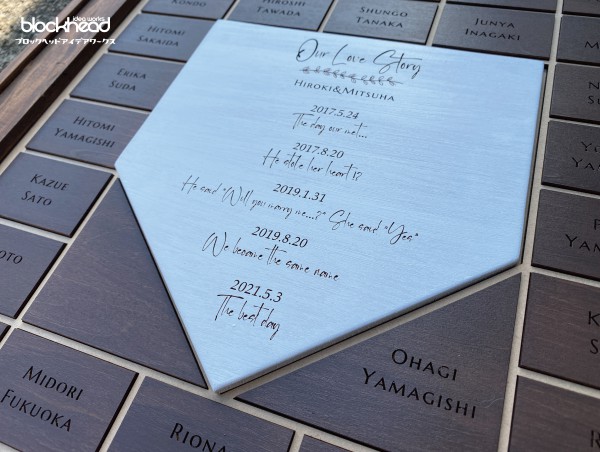 idea works
blockhead
ブロックヘッドアイデアワークス
HIROSHI
TAWADA
SHUNGO
TANAKA
JUNYA
INAGAKI
KONDO
HITOMI
SAKAIDA
ERIKA
SUDA
HITOMI
YAMAGISHI
KAZUE
SATO
MIDORI
FUKUOKA
RIONA
OHAGI
YAMAGISHI
Our Love Story
HIROKI&MITSUHA
2017.5.24
The day our met...
2017.8.20
He stole her heart!?
2019.1.31
He said "Will you marry me...?" She said "Yes"
2019.8.20
We became the same name
2021.5.3
The best day